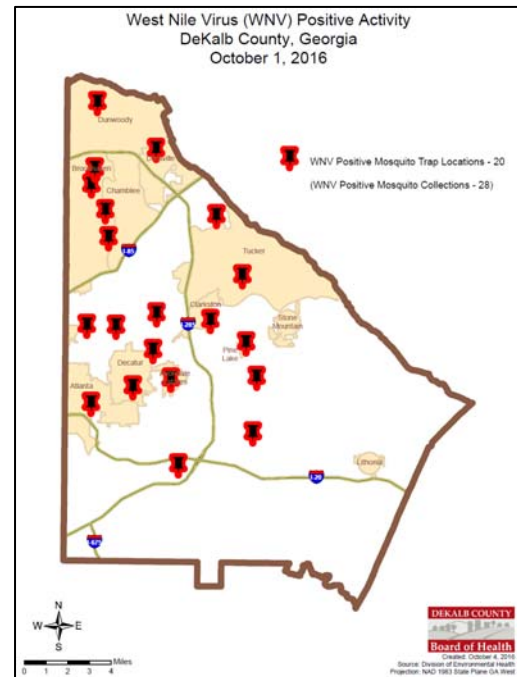 West Nile Virus (WNV) Positive Activity
DeKalb County, Georgia
October 1, 2016
Dunwoody
WNV Positive Mosquito Trap Locations - 20
(WNV Positive Mosquito Collections - 28)
Chamblee
I-85
Tucker
Clarkston
I-285
Stone
Mountain
Pine
Lake
Decatur
Atlanta
Lithonia
I-20
I-675
N
W
E
S
0 1 2 3 4
Miles
DEKALB COUNTY
Board of Health
Created: October 4, 2016
Source: Division of Environmental Health
Projection: NAD 1983 State Plane GA West